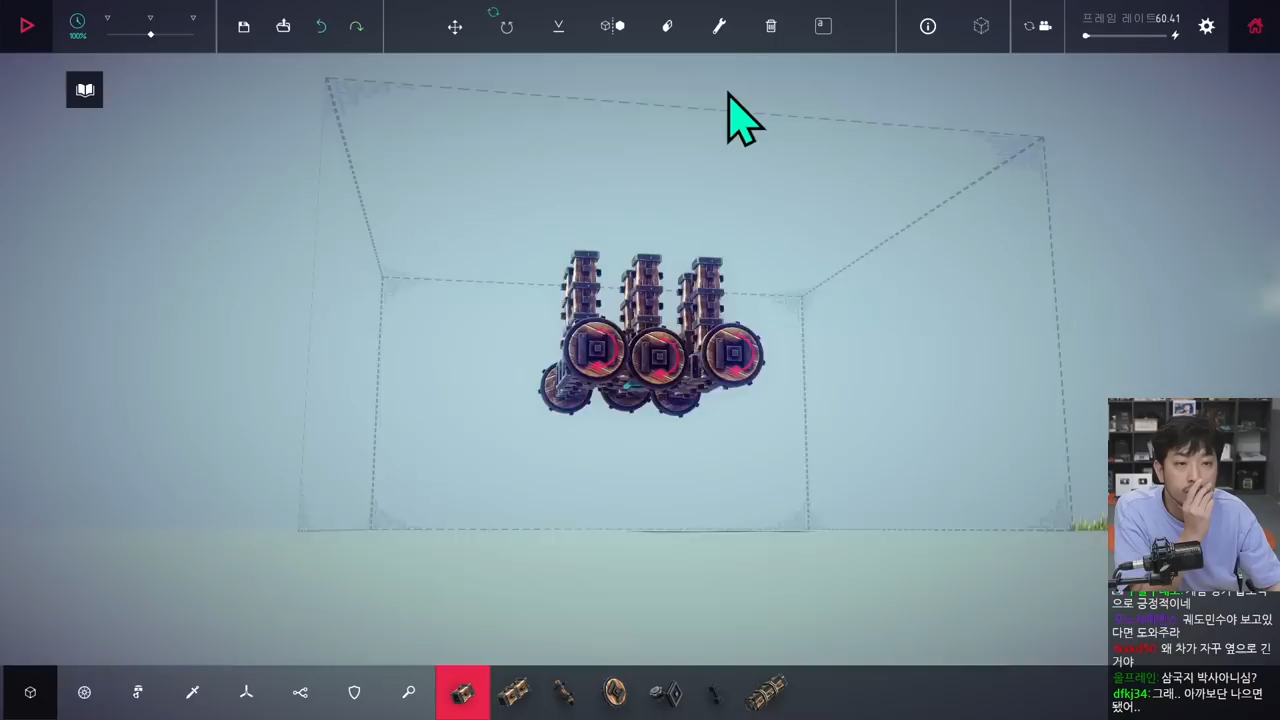 100%
a
프레임 레이트60.41
으로 긍정적이네
궤도민수야 보고있
다면 도와주라
왜 차가 자꾸 옆으로 긴
거야
올프레인: 삼국지 박사아니심?
dfkj34: 그래.. 아까보단 나으면
됐어..